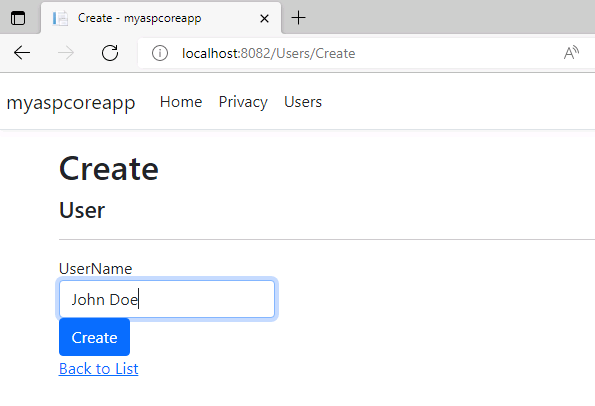 Create - myaspcoreapp
localhost:8082/Users/Create
myaspcoreapp Home Privacy Users
Create
User
UserName
John Doe
Create
Back to List